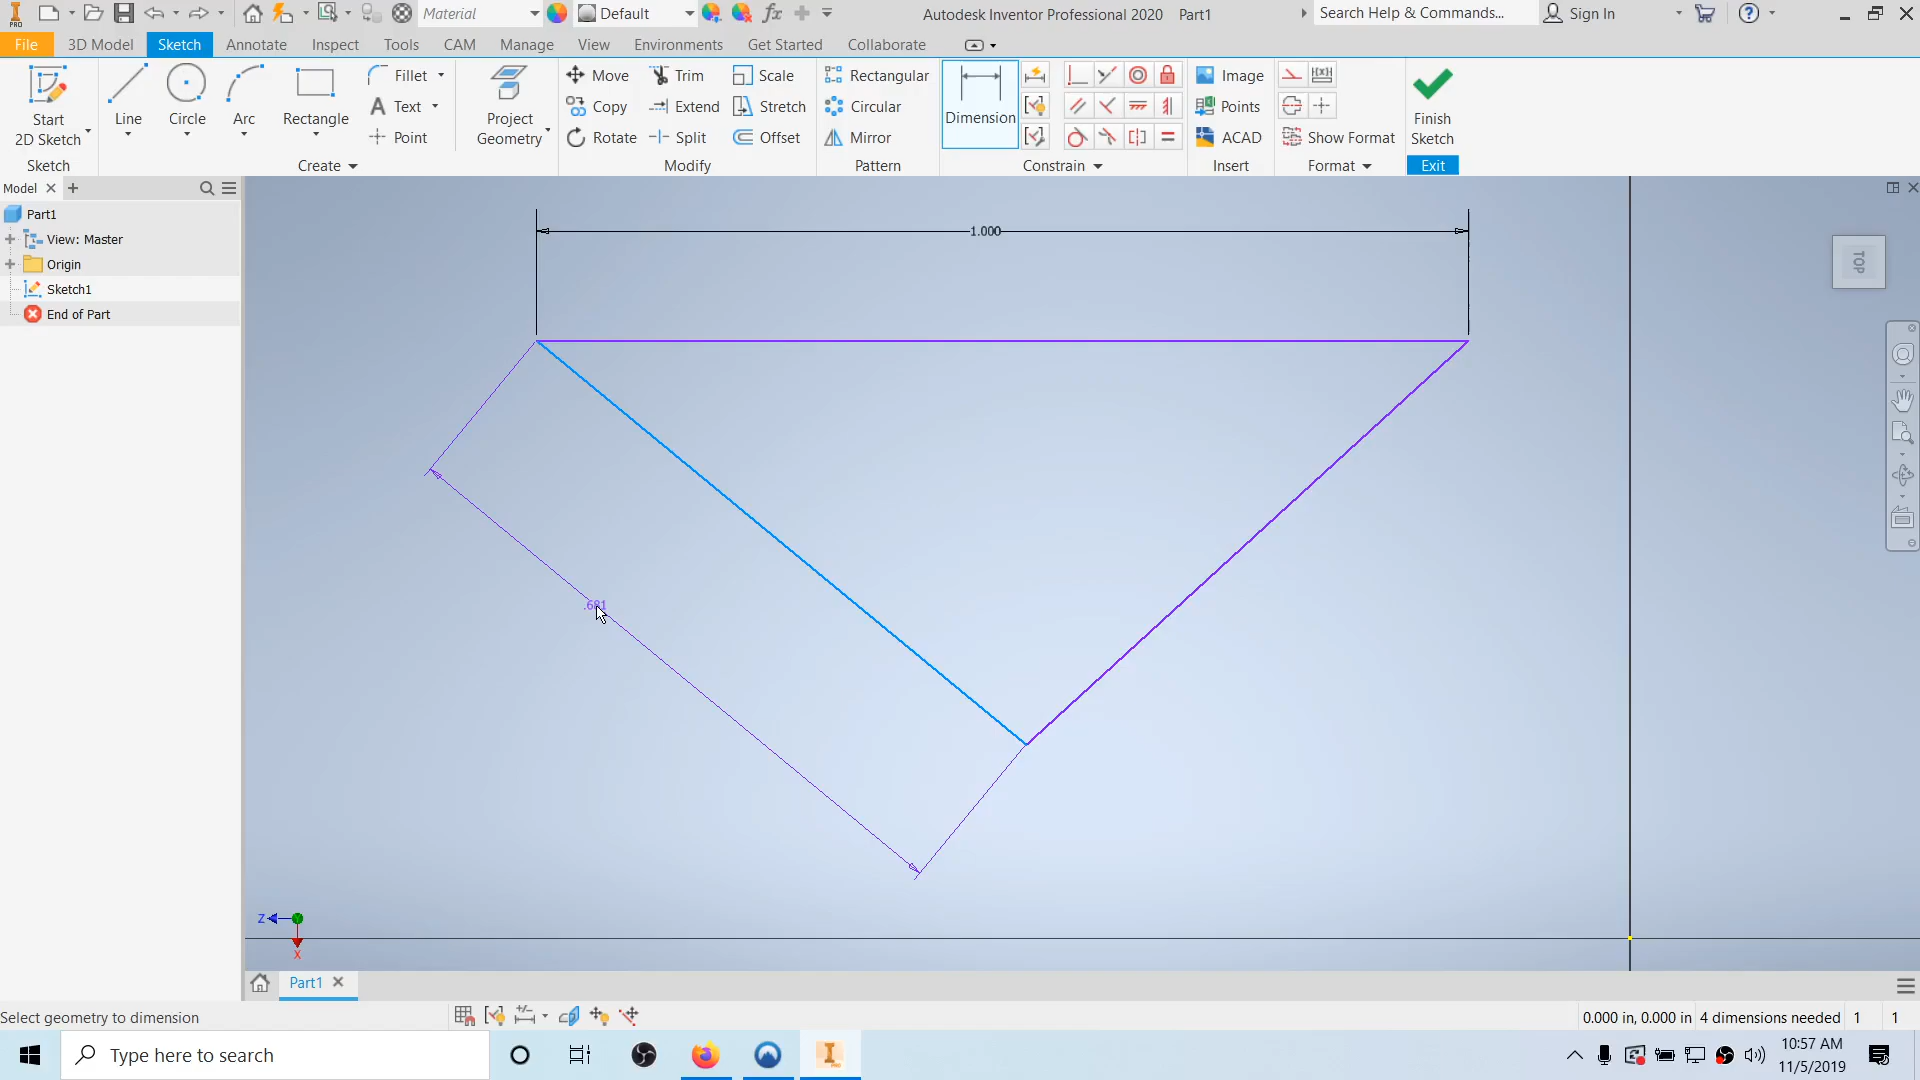 PRO
Material
Default
Autodesk Inventor Professional 2020 Part1
Search Help & Commands...
Sign In
File
3D Model
Sketch
Annotate
Inspect
Tools
CAM
Manage
View
Environments
Get Started
Collaborate
Start
2D Sketch
Sketch
Line
Circle
Arc
Rectangle
Fillet
Text
Point
Create
Project
Geometry
Move
Copy
Rotate
Trim
Extend
Split
Scale
Stretch
Offset
Modify
Rectangular
Circular
Mirror
Pattern
Dimension
Constrain
Image
Points
ACAD
Insert
Show Format
Format
Finish
Sketch
Exit
Model
Part1
View: Master
Origin
Sketch1
End of Part
1.000
.681
TOP
Z
X
Part1
Select geometry to dimension
0.000 in, 0.000 in 4 dimensions needed 1 1
Type here to search
10:57 AM
11/5/2019